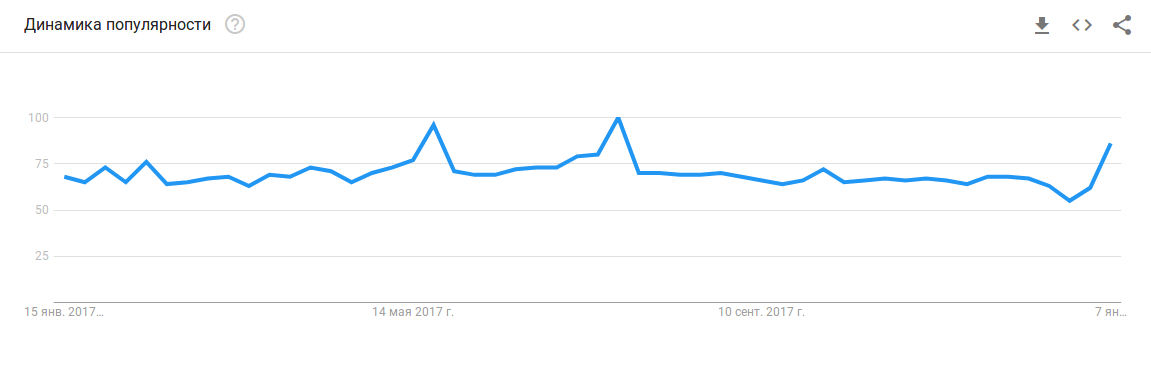 Динамика популярности ?
100
75
50
25
15 янв. 2017…
14 мая 2017 г.
10 сент. 2017 г.
7 ян…